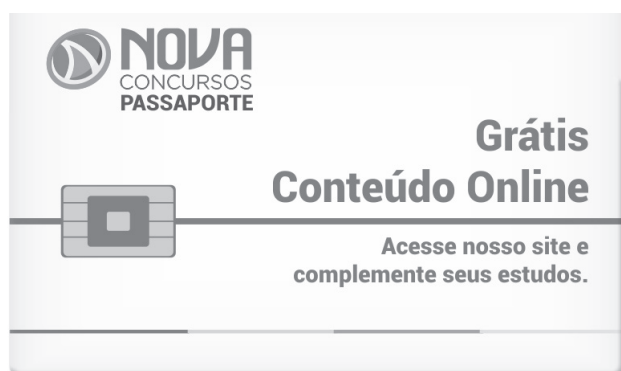 NOVA
CONCURSOS
PASSAPORTE
Grátis
Conteúdo Online
Acesse nosso site e
complemente seus estudos.